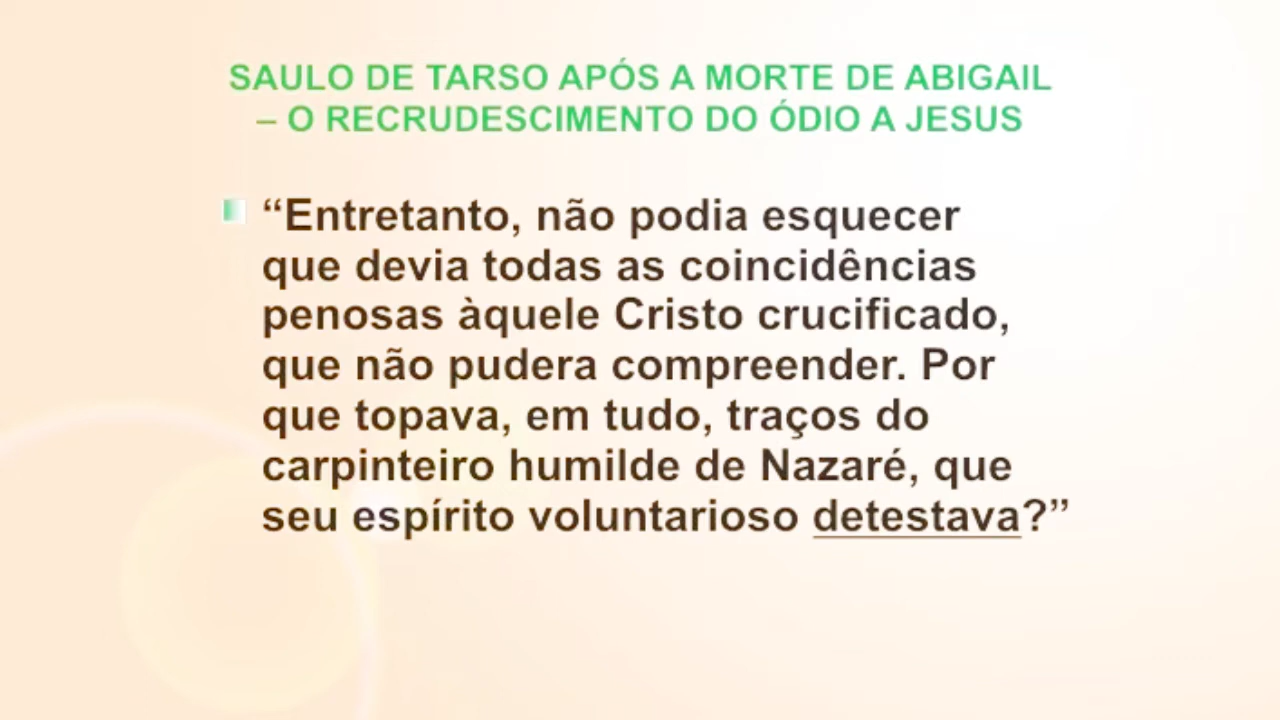 SAULO DE TARSO APÓS A MORTE DE ABIGAIL
– O RECRUDESCIMENTO DO ÓDIO A JESUS
“Entretanto, não podia esquecer
que devia todas as coincidências
penosas àquele Cristo crucificado,
que não pudera compreender. Por
que topava, em tudo, traços do
carpinteiro humilde de Nazaré, que
seu espírito voluntarioso detestava?”